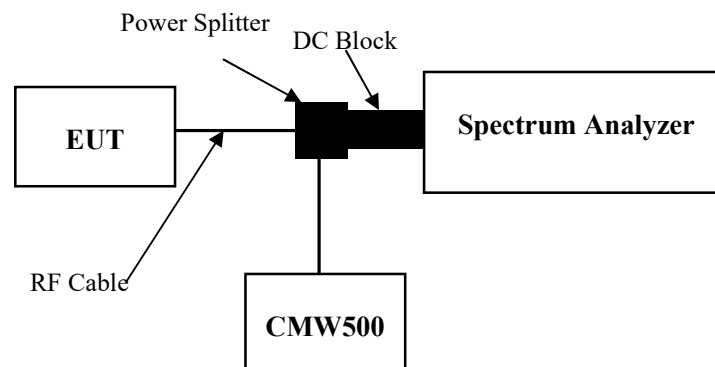 Power Splitter
DC Block
EUT
Spectrum Analyzer
RF Cable
CMW500